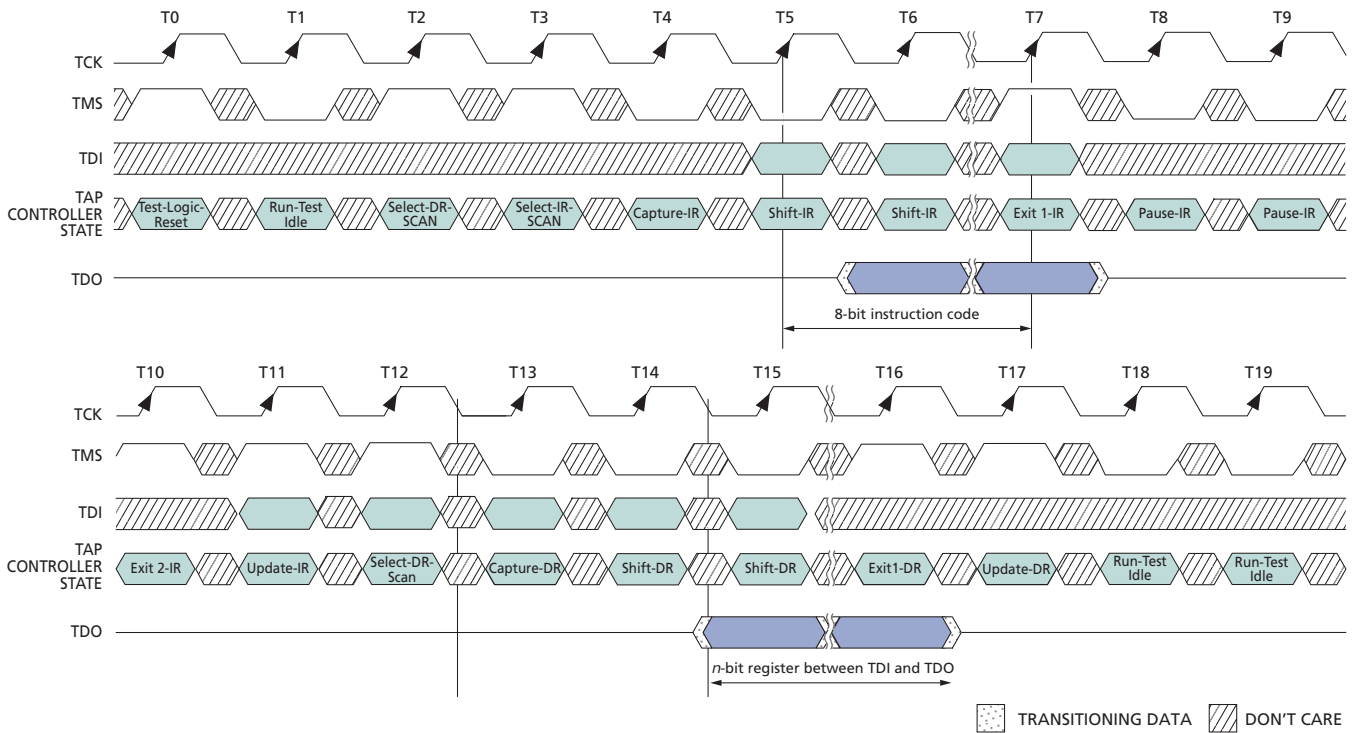 T0 T1 T2 T3 T4 T5 T6 T7 T8 T9
TCK
TMS
TDI
TAP
CONTROLLER
STATE
Test-Logic-
Reset
Run-Test
Idle
Select-DR-
SCAN
Select-IR-
SCAN
Capture-IR
Shift-IR
Shift-IR
Exit 1-IR
Pause-IR
Pause-IR
TDO
8-bit instruction code
T10 T11 T12 T13 T14 T15 T16 T17 T18 T19
TCK
TMS
TDI
TAP
CONTROLLER
STATE
Exit 2-IR
Update-IR
Select-DR-
Scan
Capture-DR
Shift-DR
Shift-DR
Exit1-DR
Update-DR
Run-Test
Idle
Run-Test
Idle
TDO
n-bit register between TDI and TDO
TRANSITIONING DATA
DON'T CARE